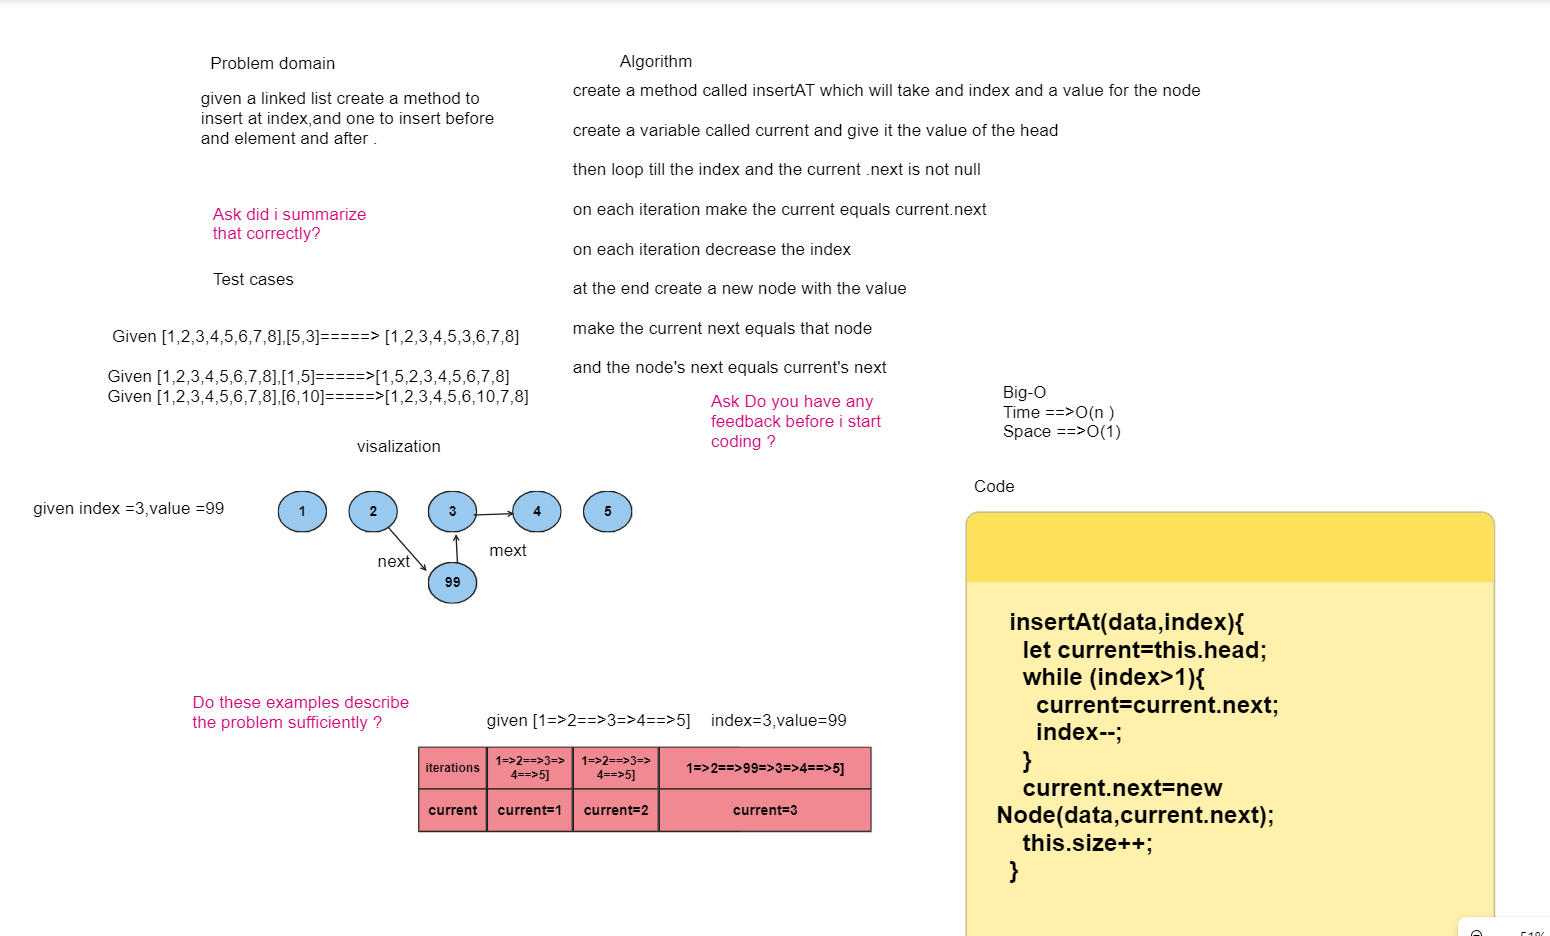 Problem domain
given a linked list create a method to
insert at index,and one to insert before
and element and after .
Ask did i summarize
that correctly?
Test cases
Given [1,2,3,4,5,6,7,8],[5,3]=====> [1,2,3,4,5,3,6,7,8]
Given [1,2,3,4,5,6,7,8],[1,5]=====>[1,5,2,3,4,5,6,7,8]
Given [1,2,3,4,5,6,7,8],[6,10]=====>[1,2,3,4,5,6,10,7,8]
visalization
given index =3,value =99
1
2
3
4
5
next
mext
99
Do these examples describe
the problem sufficiently ?
given [1=>2==>3=>4==>5]
index=3,value=99
iterations
1=>2==>3=>
4==>5]
1=>2==>3=>
4==>5]
1=>2==>99=>3=>4==>5]
current
current=1
current=2
current=3
Algorithm
create a method called insertAT which will take and index and a value for the node
create a variable called current and give it the value of the head
then loop till the index and the current .next is not null
on each iteration make the current equals current.next
on each iteration decrease the index
at the end create a new node with the value
make the current next equals that node
and the node's next equals current's next
Ask Do you have any
feedback before i start
coding ?
Big-O
Time ==>O(n )
Space ==>O(1)
Code
insertAt(data,index){
let current=this.head;
while (index>1){
current=current.next;
index--;
}
current.next=new
Node(data,current.next);
this.size++;
}
51%